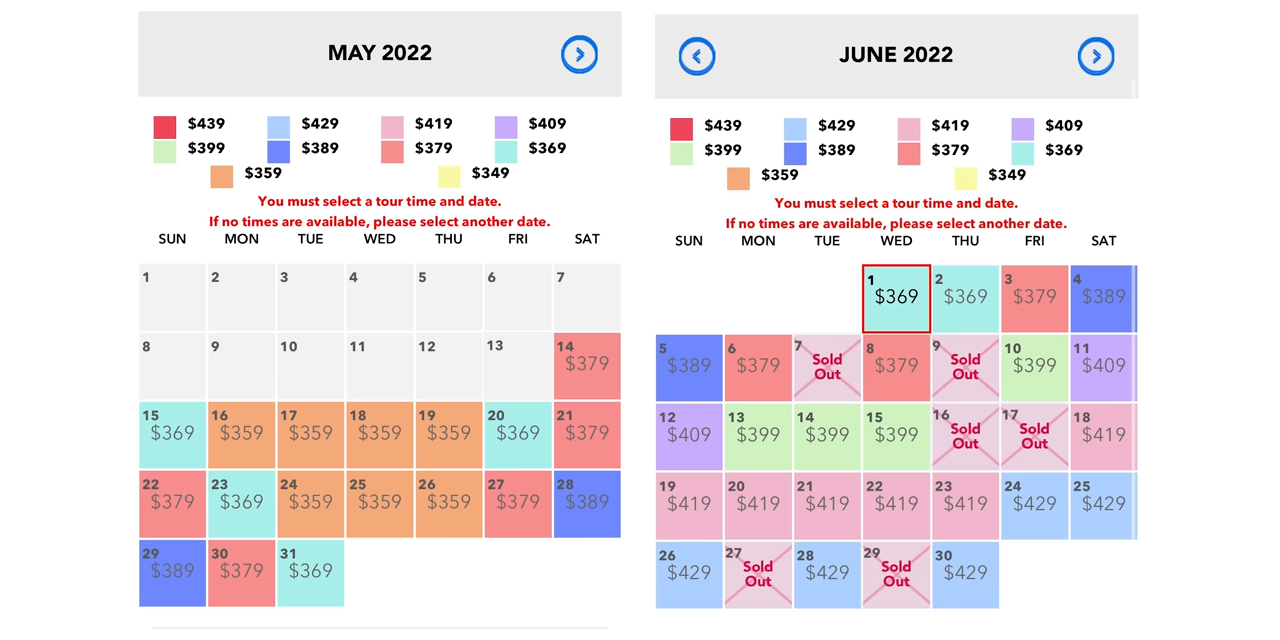 MAY 2022
$439 $429 $419 $409
$399 $389 $379 $369
$359 $349
You must select a tour time and date.
If no times are available, please select another date.
SUN MON TUE WED THU FRI SAT
1 2 3 4 5 6 7
8 9 10 11 12 13 14
$379
15 16 17 18 19 20 21
$369 $359 $359 $359 $359 $369 $379
22 23 24 25 26 27 28
$379 $369 $359 $359 $359 $379 $389
29 30 31
$389 $379 $369
JUNE 2022
$439 $429 $419 $409
$399 $389 $379 $369
$359 $349
You must select a tour time and date.
If no times are available, please select another date.
SUN MON TUE WED THU FRI SAT
1 2 3 4
$369 $369 $379 $389
5 6 7 8 9 10 11
$389 $379 Sold Out $379 Sold Out $399 $409
12 13 14 15 16 17 18
$409 $399 $399 $399 Sold Out Sold Out $419
19 20 21 22 23 24 25
$419 $419 $419 $419 $419 $429 $429
26 27 28 29 30
$429 Sold Out $429 Sold Out $429